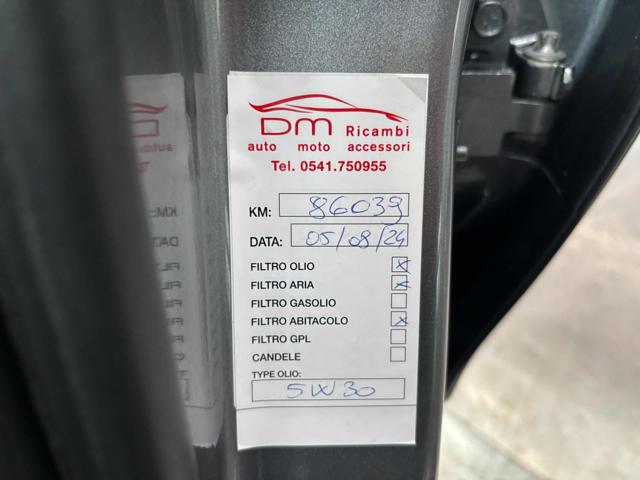 DM Ricambi
auto moto accessori
Tel. 0541.750955
KM: 86039
DATA: 05/08/24
FILTRO OLIO x
FILTRO ARIA x
FILTRO GASOLIO
FILTRO ABITACOLO x
FILTRO GPL
CANDELE
TYPE OLIO:
5W30